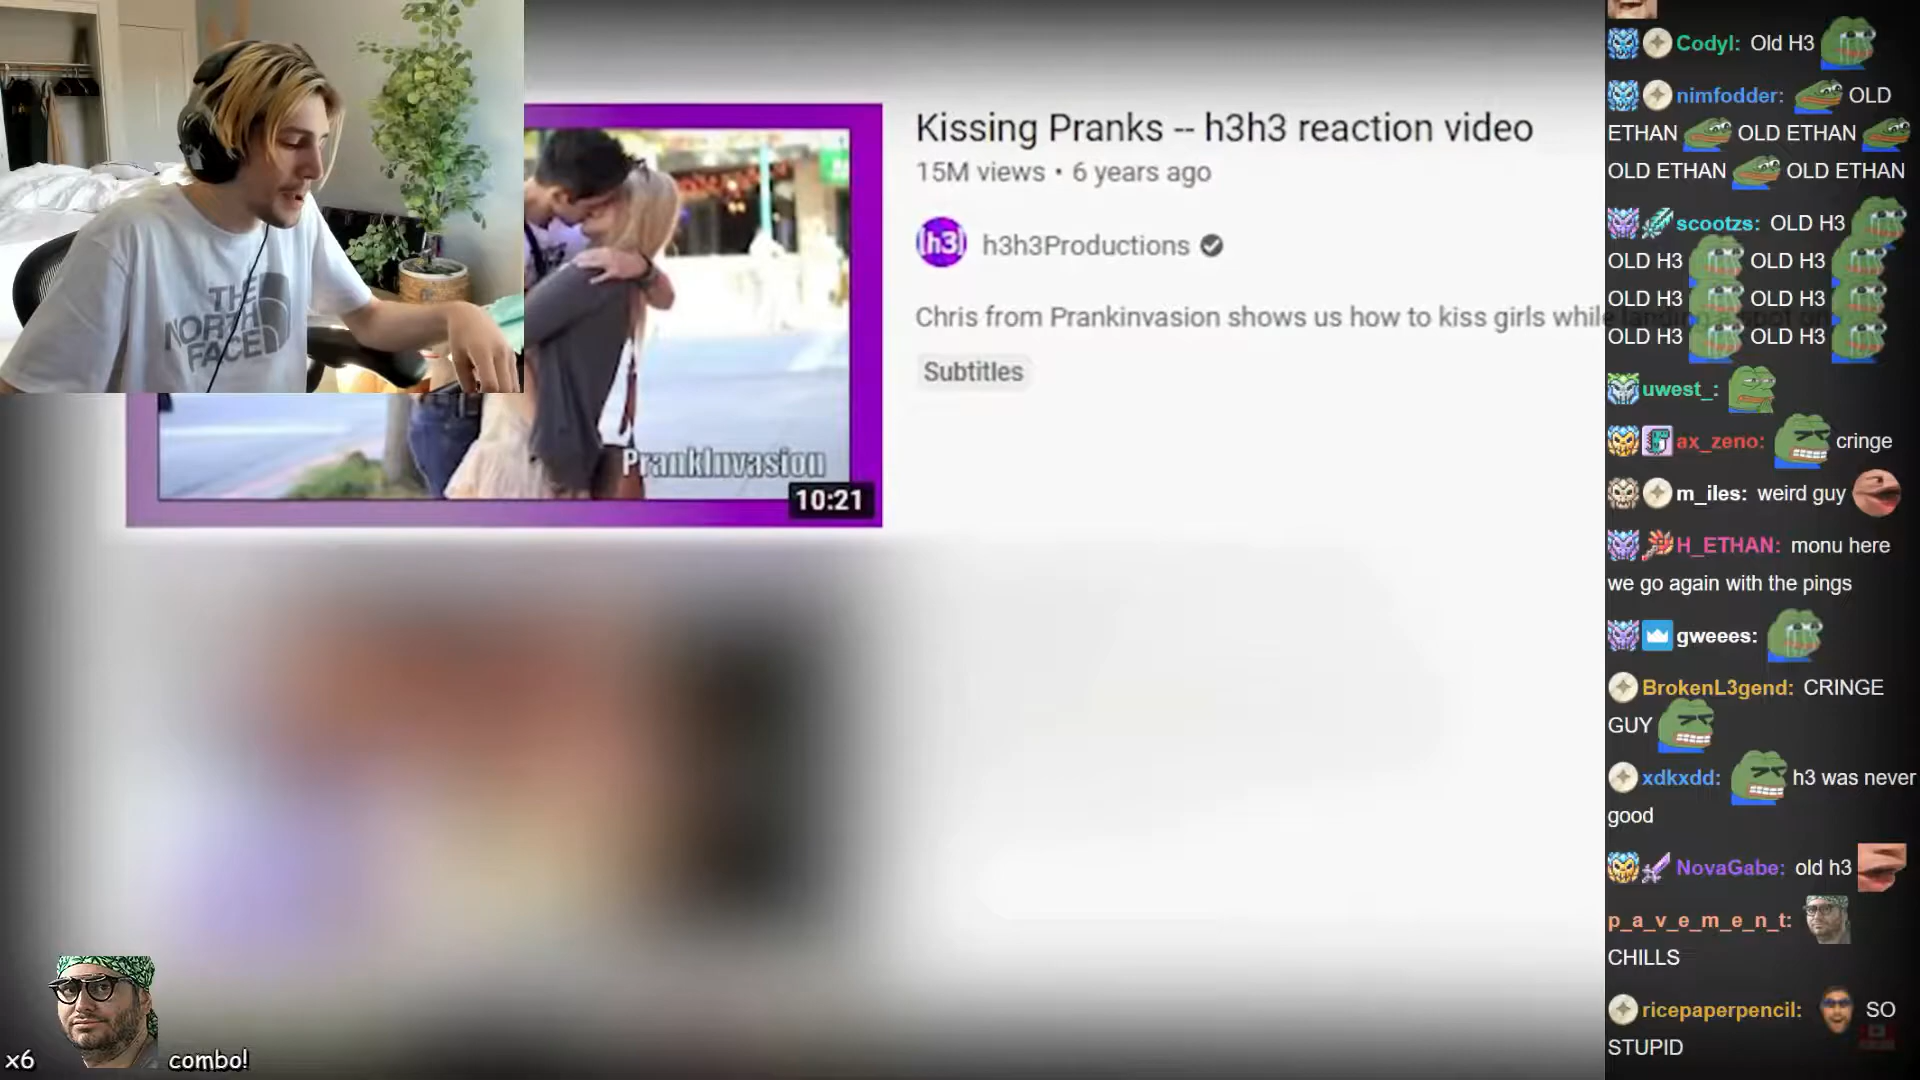 THE
NORTH
FACE
PrankInvasion
10:21
Kissing Pranks -- h3h3 reaction video
15M views • 6 years ago
[h3] h3h3Productions
Chris from Prankinvasion shows us how to kiss girls while landing a spot on
Subtitles
x6 combo!
Codyl: Old H3
nimfodder: OLD
ETHAN OLD ETHAN
OLD ETHAN OLD ETHAN
scootzs: OLD H3
OLD H3 OLD H3
OLD H3 OLD H3
OLD H3 OLD H3
uwest_:
ax_zeno: cringe
m_iles: weird guy
H_ETHAN: monu here
we go again with the pings
gweees:
BrokenL3gend: CRINGE
GUY
xdkxdd: h3 was never
good
NovaGabe: old h3
p_a_v_e_m_e_n_t:
CHILLS
ricepaperpencil: SO
STUPID